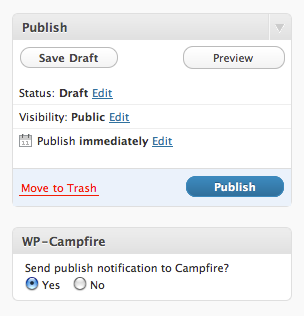 Publish
Save Draft Preview
Status: Draft Edit
Visibility: Public Edit
11 Publish immediately Edit
Move to Trash Publish
WP-Campfire
Send publish notification to Campfire?
Yes No